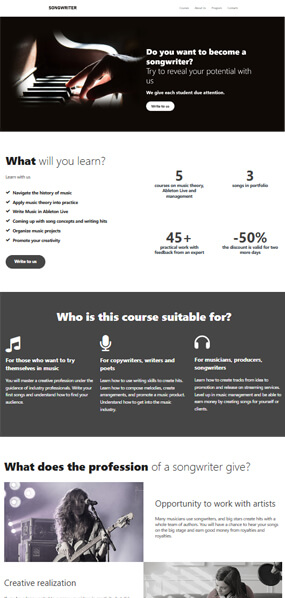 SONGWRITER
Courses About Us Program Contacts
Do you want to become a
songwriter?
Try to reveal your potential with
us
We give each student due attention.
Write to us
What will you learn?
Learn with us
Navigate the history of music
Apply music theory into practice
Write Music in Ableton Live
Coming up with song concepts and writing hits
Organize music projects
Promote your creativity
Write to us
5
courses on music theory,
Ableton Live and
management
3
songs in portfolio
45+
practical work with
feedback from an expert
-50%
the discount is valid for two
more days
Who is this course suitable for?
For those who want to try
themselves in music
You will master a creative profession under the
guidance of industry professionals. Write your
first songs and understand how to find your
audience.
For copywriters, writers and
poets
Learn how to use writing skills to create hits.
Learn how to compose melodies, create
arrangements, and promote a music product.
Understand how to get into the music
industry.
For musicians, producers,
songwriters
Learn how to create tracks from idea to
promotion and release on streaming services.
Level up in music management and be able to
earn money by creating songs for yourself or
clients.
What does the profession of a songwriter give?
Opportunity to work with artists
Many musicians use songwriters, and big stars create hits with a
whole team of authors. You will have a chance to hear your songs
on the big stage and earn good money from royalties and
royalties.
Creative realization